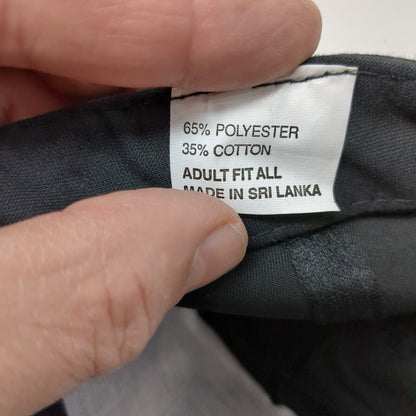 65% POLYESTER
35% COTTON
ADULT FIT ALL
MADE IN SRI LANKA